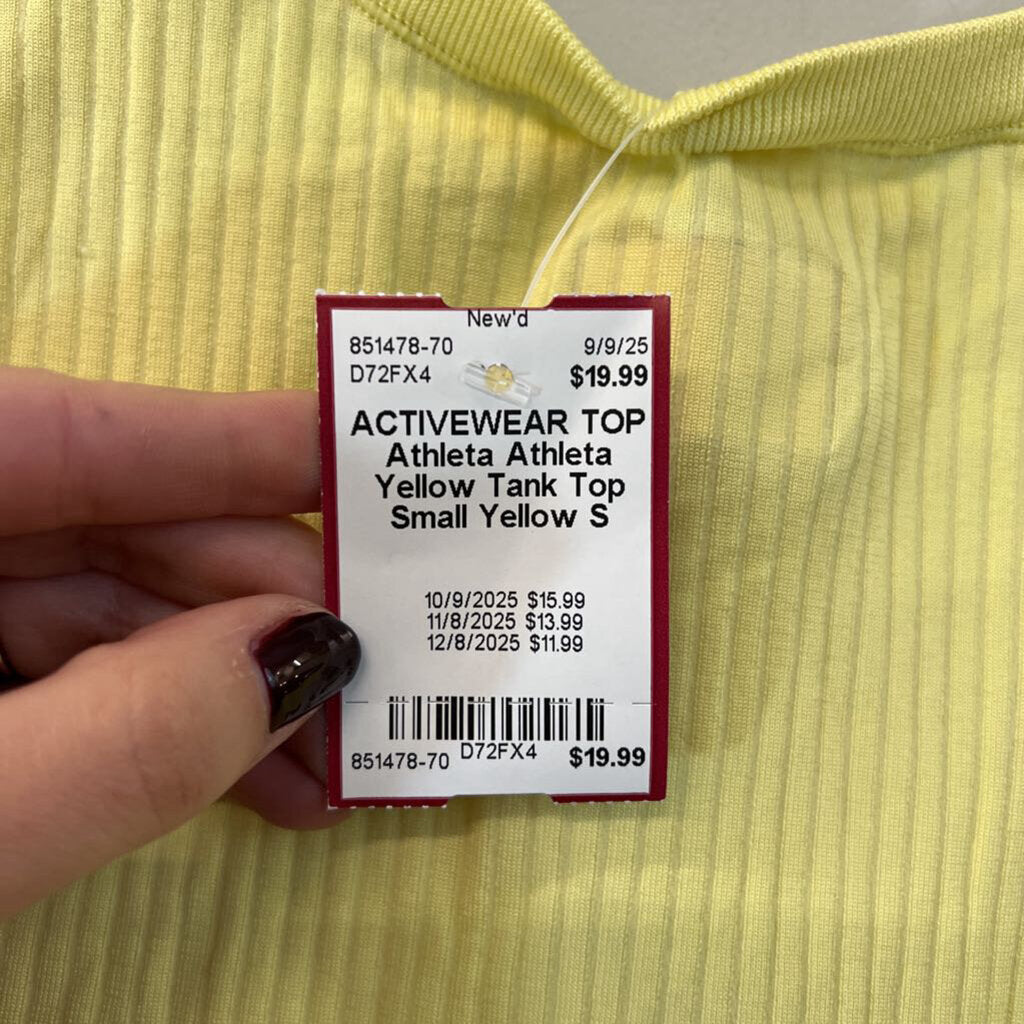 New'd
851478-70 9/9/25
D72FX4 $19.99
ACTIVEWEAR TOP
Athleta Athleta
Yellow Tank Top
Small Yellow S
10/9/2025 $15.99
11/8/2025 $13.99
12/8/2025 $11.99
851478-70 D72FX4 $19.99